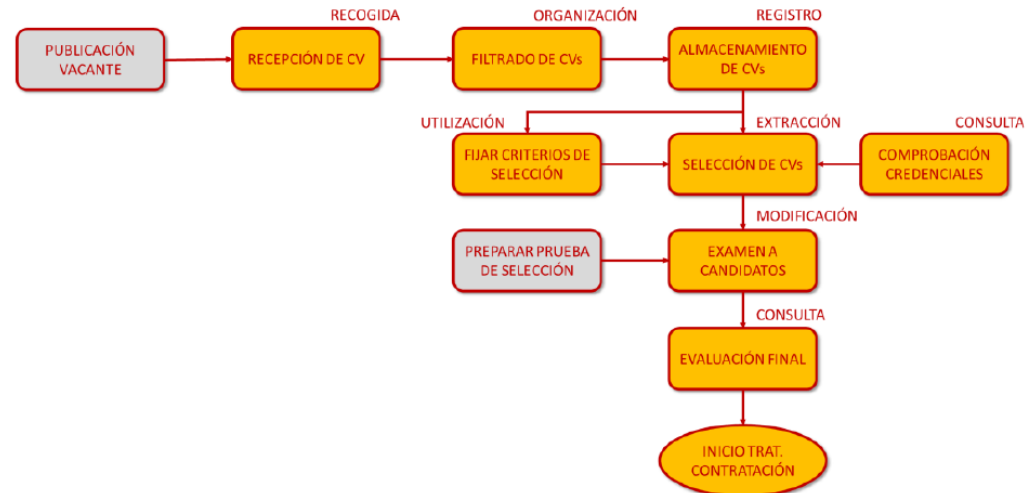 RECOGIDA
ORGANIZACIÓN
REGISTRO
PUBLICACIÓN
VACANTE
RECEPCIÓN DE CV
FILTRADO DE CVs
ALMACENAMIENTO
DE CVs
UTILIZACIÓN
EXTRACCIÓN
CONSULTA
FIJAR CRITERIOS DE
SELECCIÓN
SELECCIÓN DE CVs
COMPROBACIÓN
CREDENCIALES
MODIFICACIÓN
PREPARAR PRUEBA
DE SELECCIÓN
EXAMEN A
CANDIDATOS
CONSULTA
EVALUACIÓN FINAL
INICIO TRAT.
CONTRATACIÓN